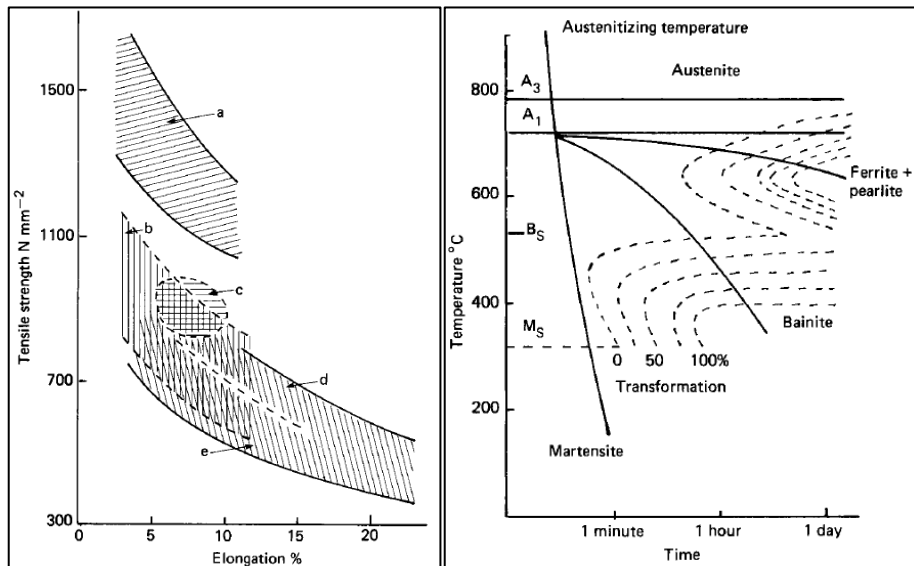 Tensile strength N mm⁻²
1500
1100
700
300
a
b
c
d
e
0
5
10
15
20
Elongation %
Temperature °C
800
600
400
200
Austenitizing temperature
Austenite
A₃
A₁
Ferrite +
pearlite
B_S
Bainite
M_S
0 50 100%
Transformation
Martensite
1 minute
1 hour
1 day
Time